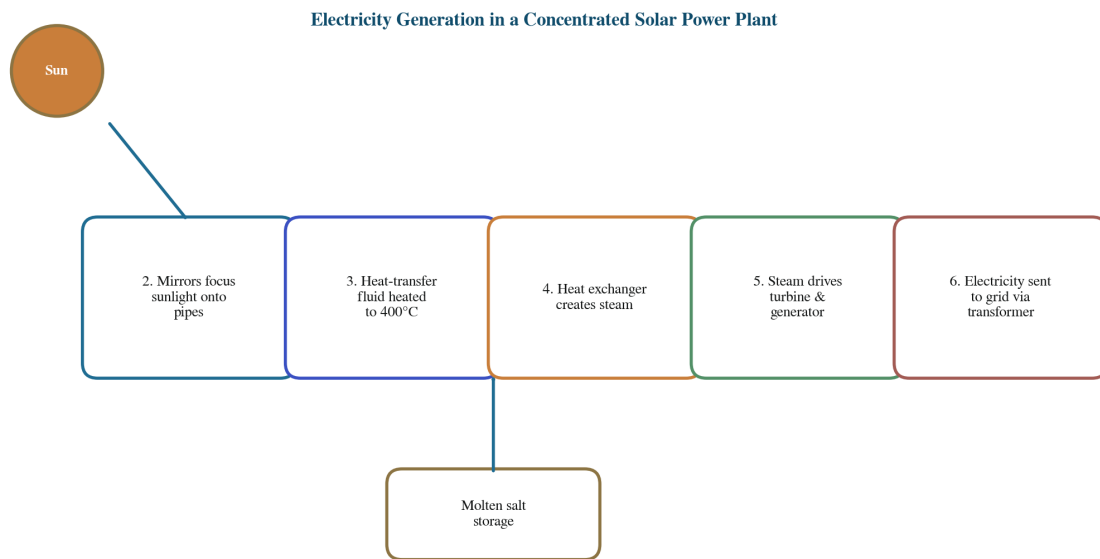 Electricity Generation in a Concentrated Solar Power Plant
Sun
2. Mirrors focus
sunlight onto
pipes
3. Heat-transfer
fluid heated
to 400°C
4. Heat exchanger
creates steam
5. Steam drives
turbine &
generator
6. Electricity sent
to grid via
transformer
Molten salt
storage